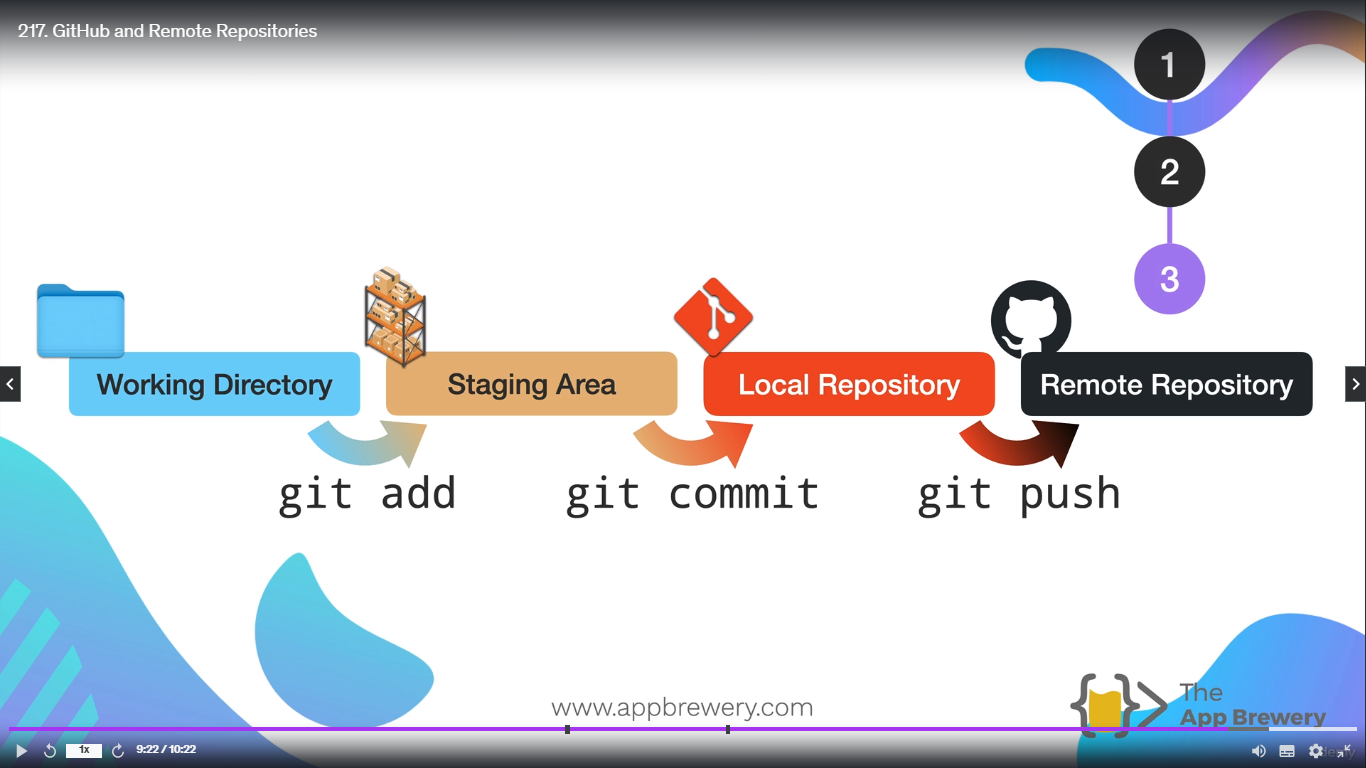 217. GitHub and Remote Repositories
1
2
3
Working Directory
Staging Area
Local Repository
Remote Repository
git add
git commit
git push
www.appbrewery.com
The
App Brewery
1x
9:22 / 10:22